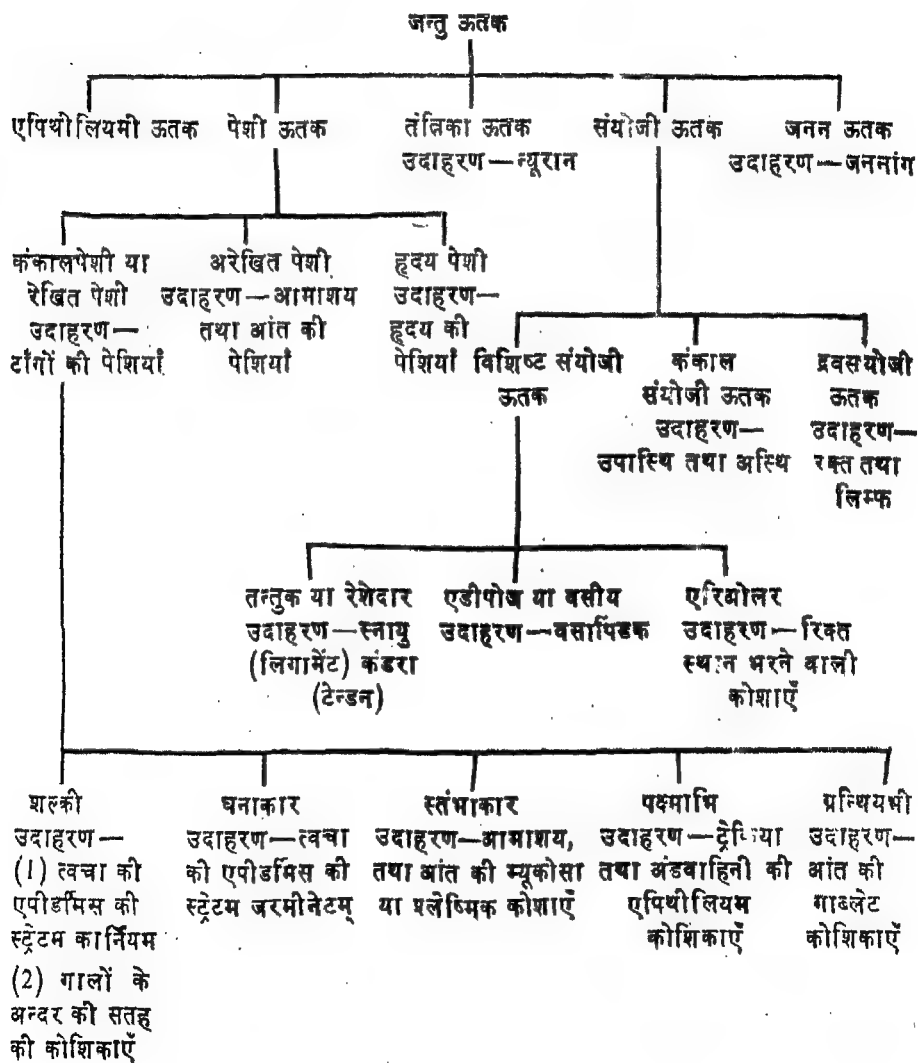 जन्तु ऊतक
एपिथीलियमी ऊतक
पेशी ऊतक
तंत्रिका ऊतक
उदाहरण—न्यूरान
संयोजी ऊतक
जनन ऊतक
उदाहरण—जननांग
कंकालपेशी या
रेखित पेशी
उदाहरण—
टाँगों की पेशियाँ
अरेखित पेशी
उदाहरण—आमाशय
तथा आंत की
पेशियाँ
हृदय पेशी
उदाहरण—
हृदय की
पेशियाँ
विशिष्ट संयोजी
ऊतक
कंकाल
संयोजी ऊतक
उदाहरण—
उपास्थि तथा अस्थि
द्रवसयोजी
ऊतक
उदाहरण—
रक्त तथा
लिम्फ
तन्तुक या रेशेदार
उदाहरण—स्नायु
(लिगामेंट) कंडरा
(टेन्डन)
एडीपोज या वसीय
उदाहरण—वसापिंडक
एरिओलर
उदाहरण—रिक्त
स्थान भरने वाली
कोशाएँ
शल्की
उदाहरण—
(1) त्वचा की
एपीडर्मिस की
स्ट्रेटम कार्नियम
(2) गालों के
अन्दर की सतह
की कोशिकाएँ
घनाकार
उदाहरण—त्वचा
की एपीडर्मिस की
स्ट्रेटम जरमीनेटम्
स्तंभाकार
उदाहरण—आमाशय,
तथा आंत की म्यूकोसा
या श्लेष्मिक कोशाएँ
पक्ष्माभि
उदाहरण—ट्रेकिया
तथा अंडवाहिनी की
एपिथीलियम
कोशिकाएँ
ग्रन्थियभी
उदाहरण—
आंत की
गाब्लेट
कोशिकाएँ